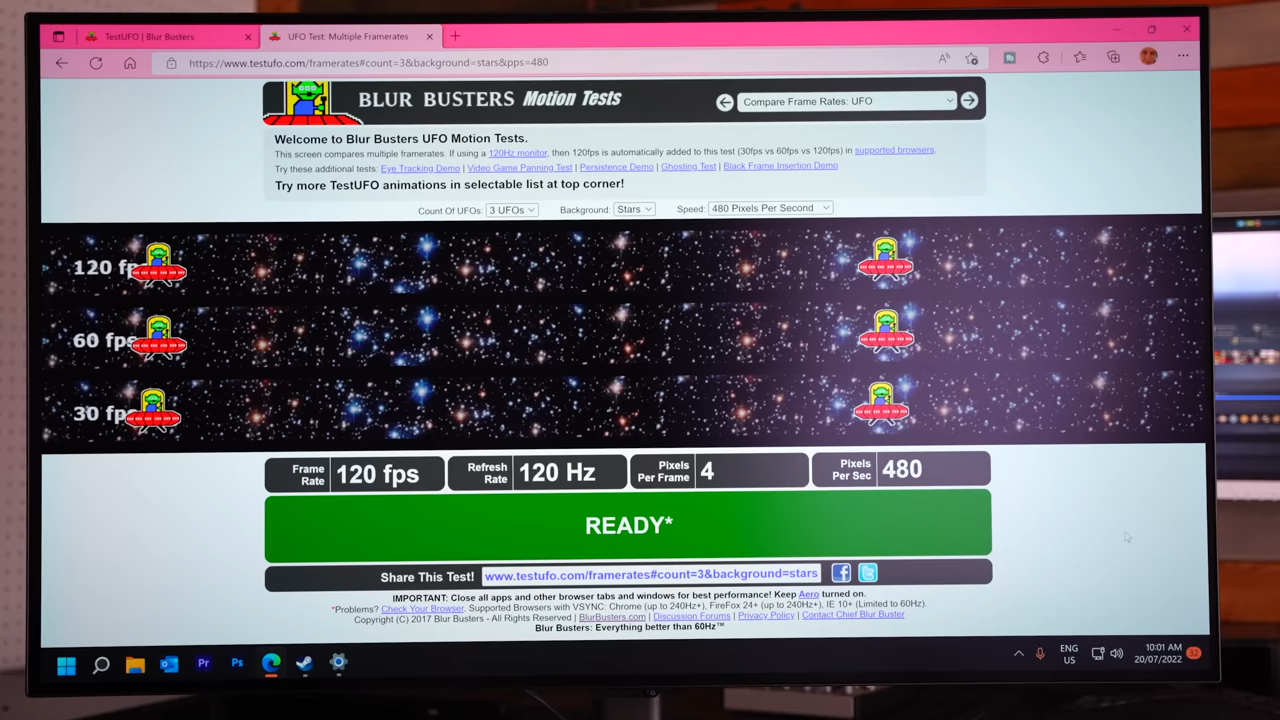 TestUFO | Blur Busters
UFO Test: Multiple Framerates
https://www.testufo.com/framerates#count=3&background=stars&pps=480
BLUR BUSTERS Motion Tests
Compare Frame Rates: UFO
Welcome to Blur Busters UFO Motion Tests.
This screen compares multiple framerates. If using a 120Hz monitor, then 120fps is automatically added to this test (30fps vs 60fps vs 120fps) in supported browsers.
Try these additional tests: Eye Tracking Demo | Video Game Panning Test | Persistence Demo | Ghosting Test | Black Frame Insertion Demo
Try more TestUFO animations in selectable list at top corner!
Count Of UFOs: 3 UFOs Background: Stars Speed: 480 Pixels Per Second
120 fp
60 fps
30 fp
Frame Rate 120 fps
Refresh Rate 120 Hz
Pixels Per Frame 4
Pixels Per Sec 480
READY*
Share This Test! www.testufo.com/framerates#count=3&background=stars
IMPORTANT: Close all apps and other browser tabs and windows for best performance! Keep Aero turned on.
*Problems? Check Your Browser. Supported Browsers with VSYNC: Chrome (up to 240Hz+), FireFox 24+ (up to 240Hz+), IE 10+ (Limited to 60Hz).
Copyright (C) 2017 Blur Busters - All Rights Reserved | BlurBusters.com | Discussion Forums | Privacy Policy | Contact Chief Blur Buster
Blur Busters: Everything better than 60Hz™
Pr
Ps
ENG
US
10:01 AM
20/07/2022
32